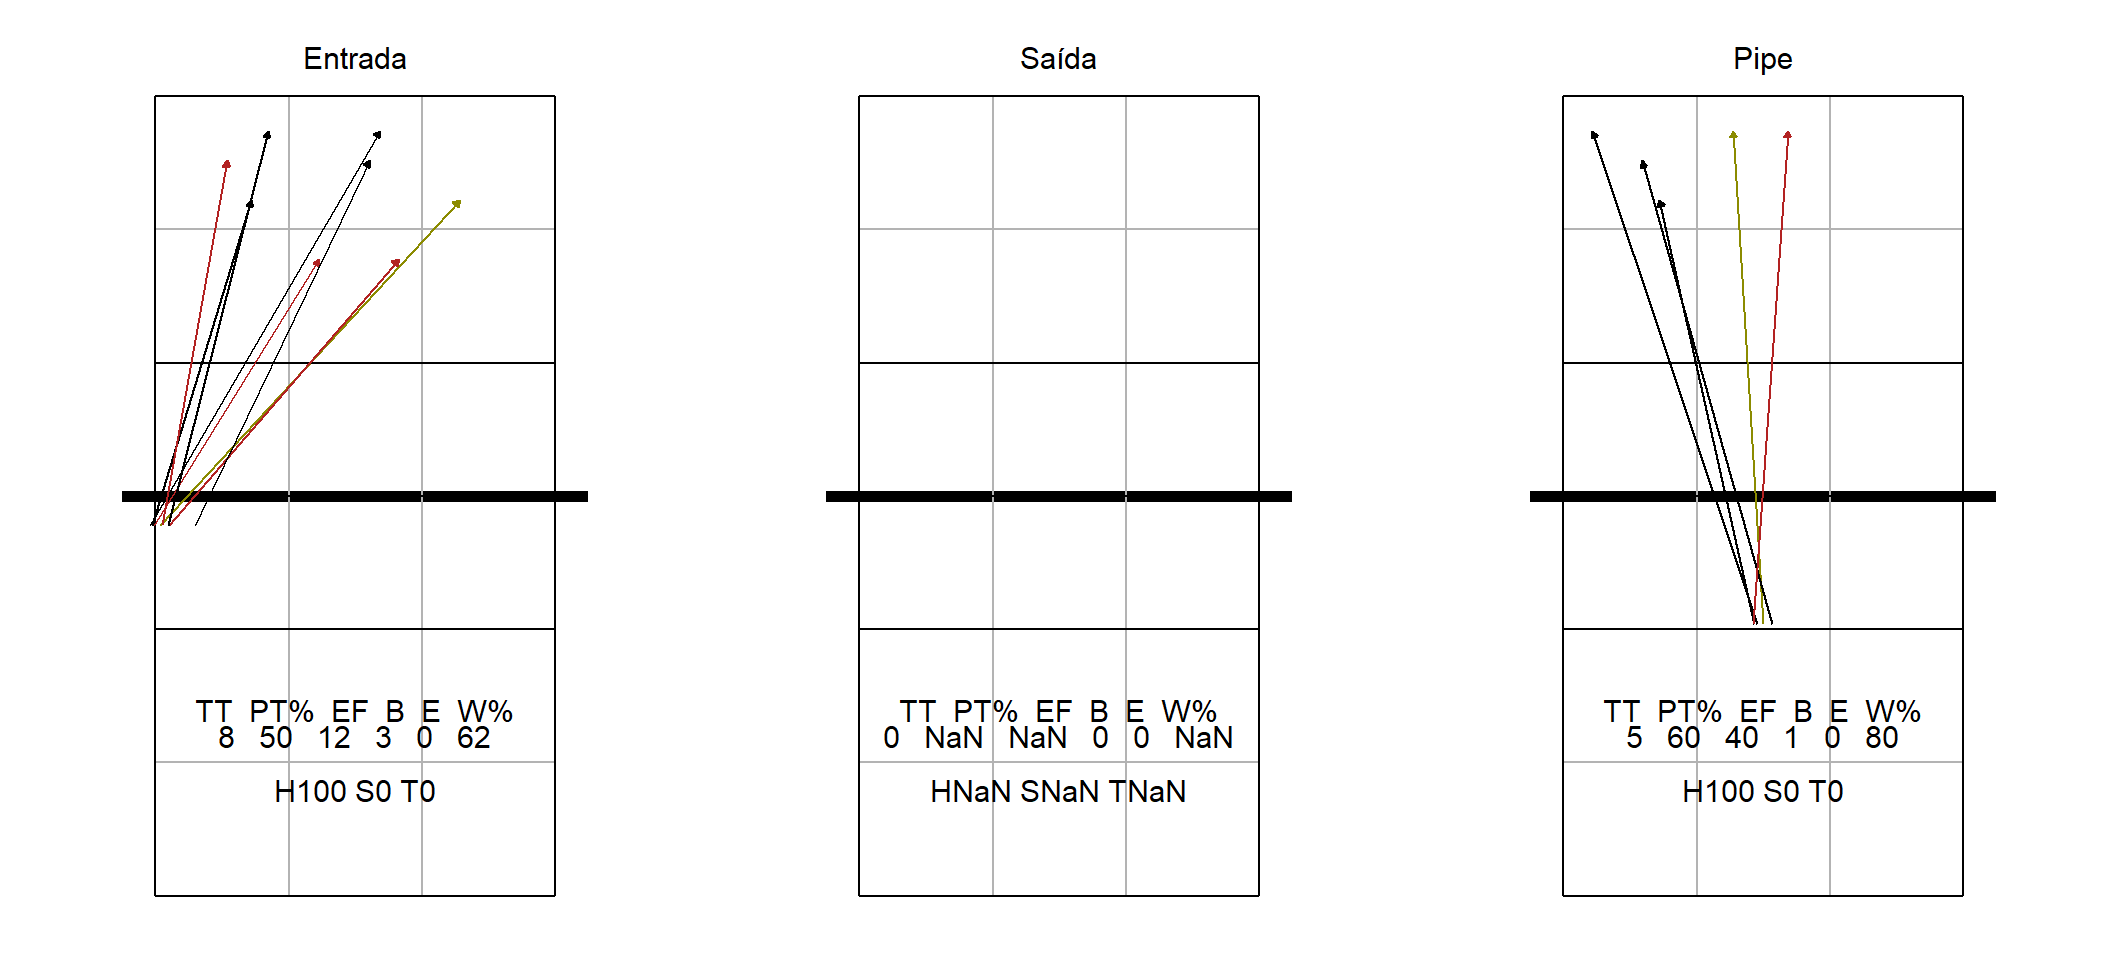 Entrada
TT PT% EF B E W%
8 50 12 3 0 62
H100 S0 T0
Saída
TT PT% EF B E W%
0 NaN NaN 0 0 NaN
HNaN SNaN TNaN
Pipe
TT PT% EF B E W%
5 60 40 1 0 80
H100 S0 T0